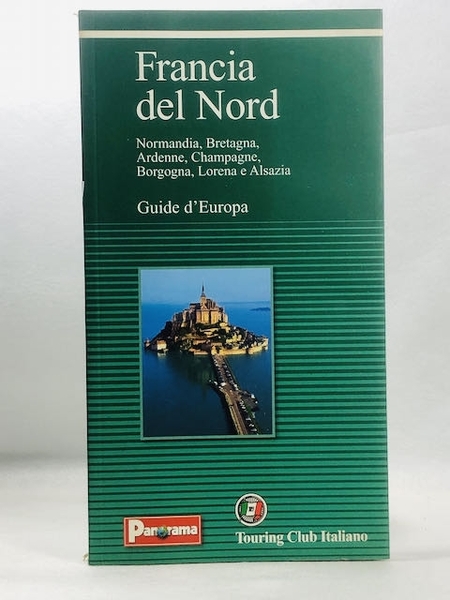 Francia
del Nord
Normandia, Bretagna,
Ardenne, Champagne,
Borgogna, Lorena e Alsazia
Guide d'Europa
Panorama
Touring Club Italiano